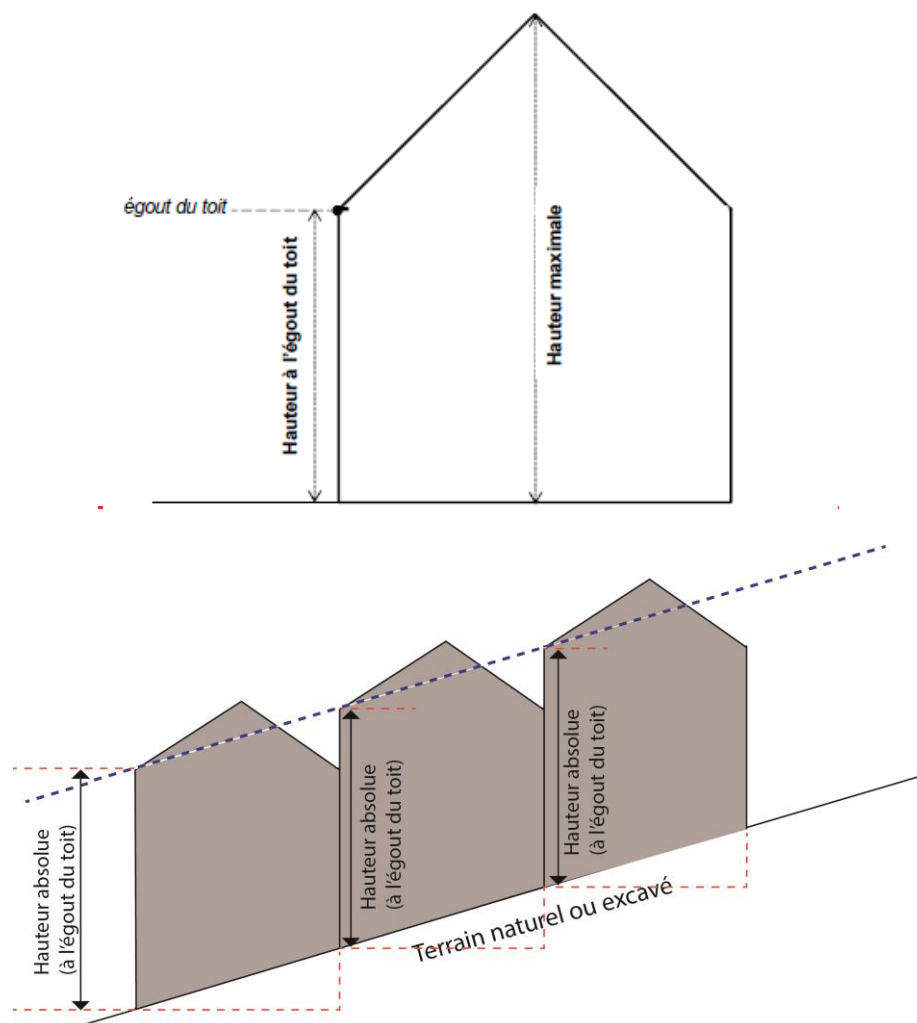 égout du toit
Hauteur à l'égout du toit
Hauteur maximale
Hauteur absolue
(à l'égout du toit)
Hauteur absolue
(à l'égout du toit)
Hauteur absolue
(à l'égout du toit)
Terrain naturel ou excavé